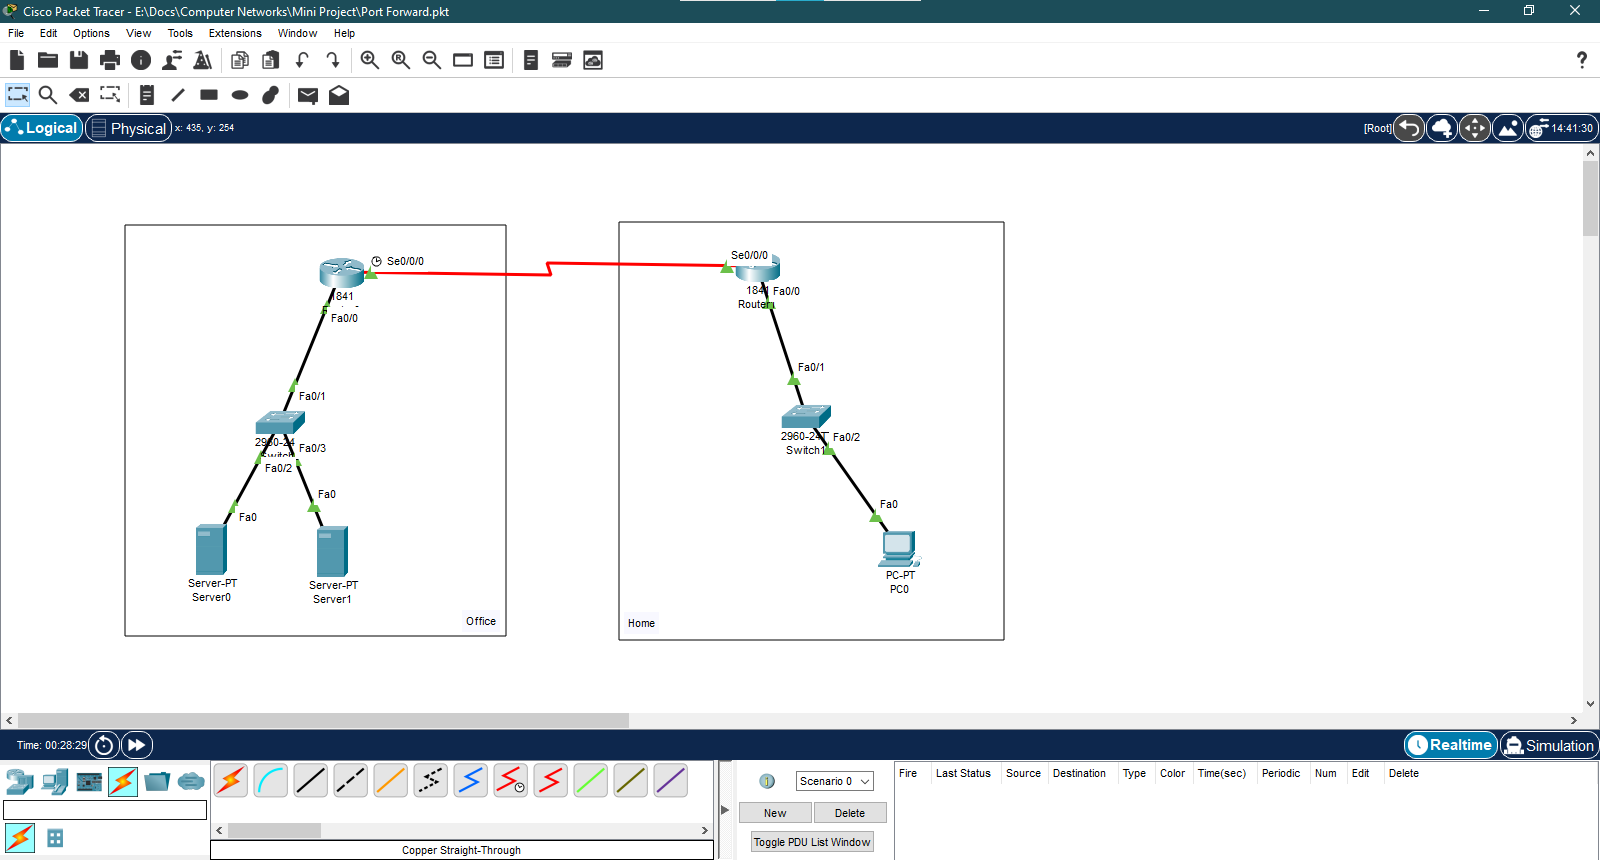 Cisco Packet Tracer - E:\Docs\Computer Networks\Mini Project\Port Forward.pkt
File Edit Options View Tools Extensions Window Help
?
Logical Physical x: 435, y: 254 [Root] 14:41:30
Se0/0/0
1841
Fa0/0
Fa0/1
2960-24
Fa0/3
Fa0/2
Fa0
Fa0
Server-PT
Server0
Server-PT
Server1
Office
Se0/0/0
1841
Fa0/0
Router1
Fa0/1
2960-24T
Fa0/2
Switch1
Fa0
PC-PT
PC0
Home
Time: 00:28:29 Realtime Simulation
Scenario 0
New Delete
Toggle PDU List Window
Fire Last Status Source Destination Type Color Time(sec) Periodic Num Edit Delete
Copper Straight-Through